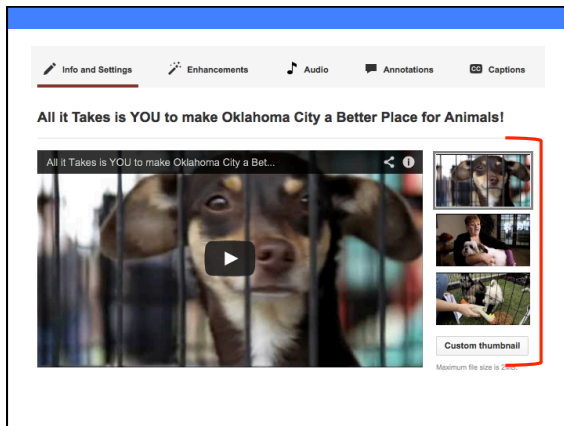 Info and Settings Enhancements Audio Annotations CC Captions
All it Takes is YOU to make Oklahoma City a Better Place for Animals!
All it Takes is YOU to make Oklahoma City a Bet...
Custom thumbnail
Maximum file size is